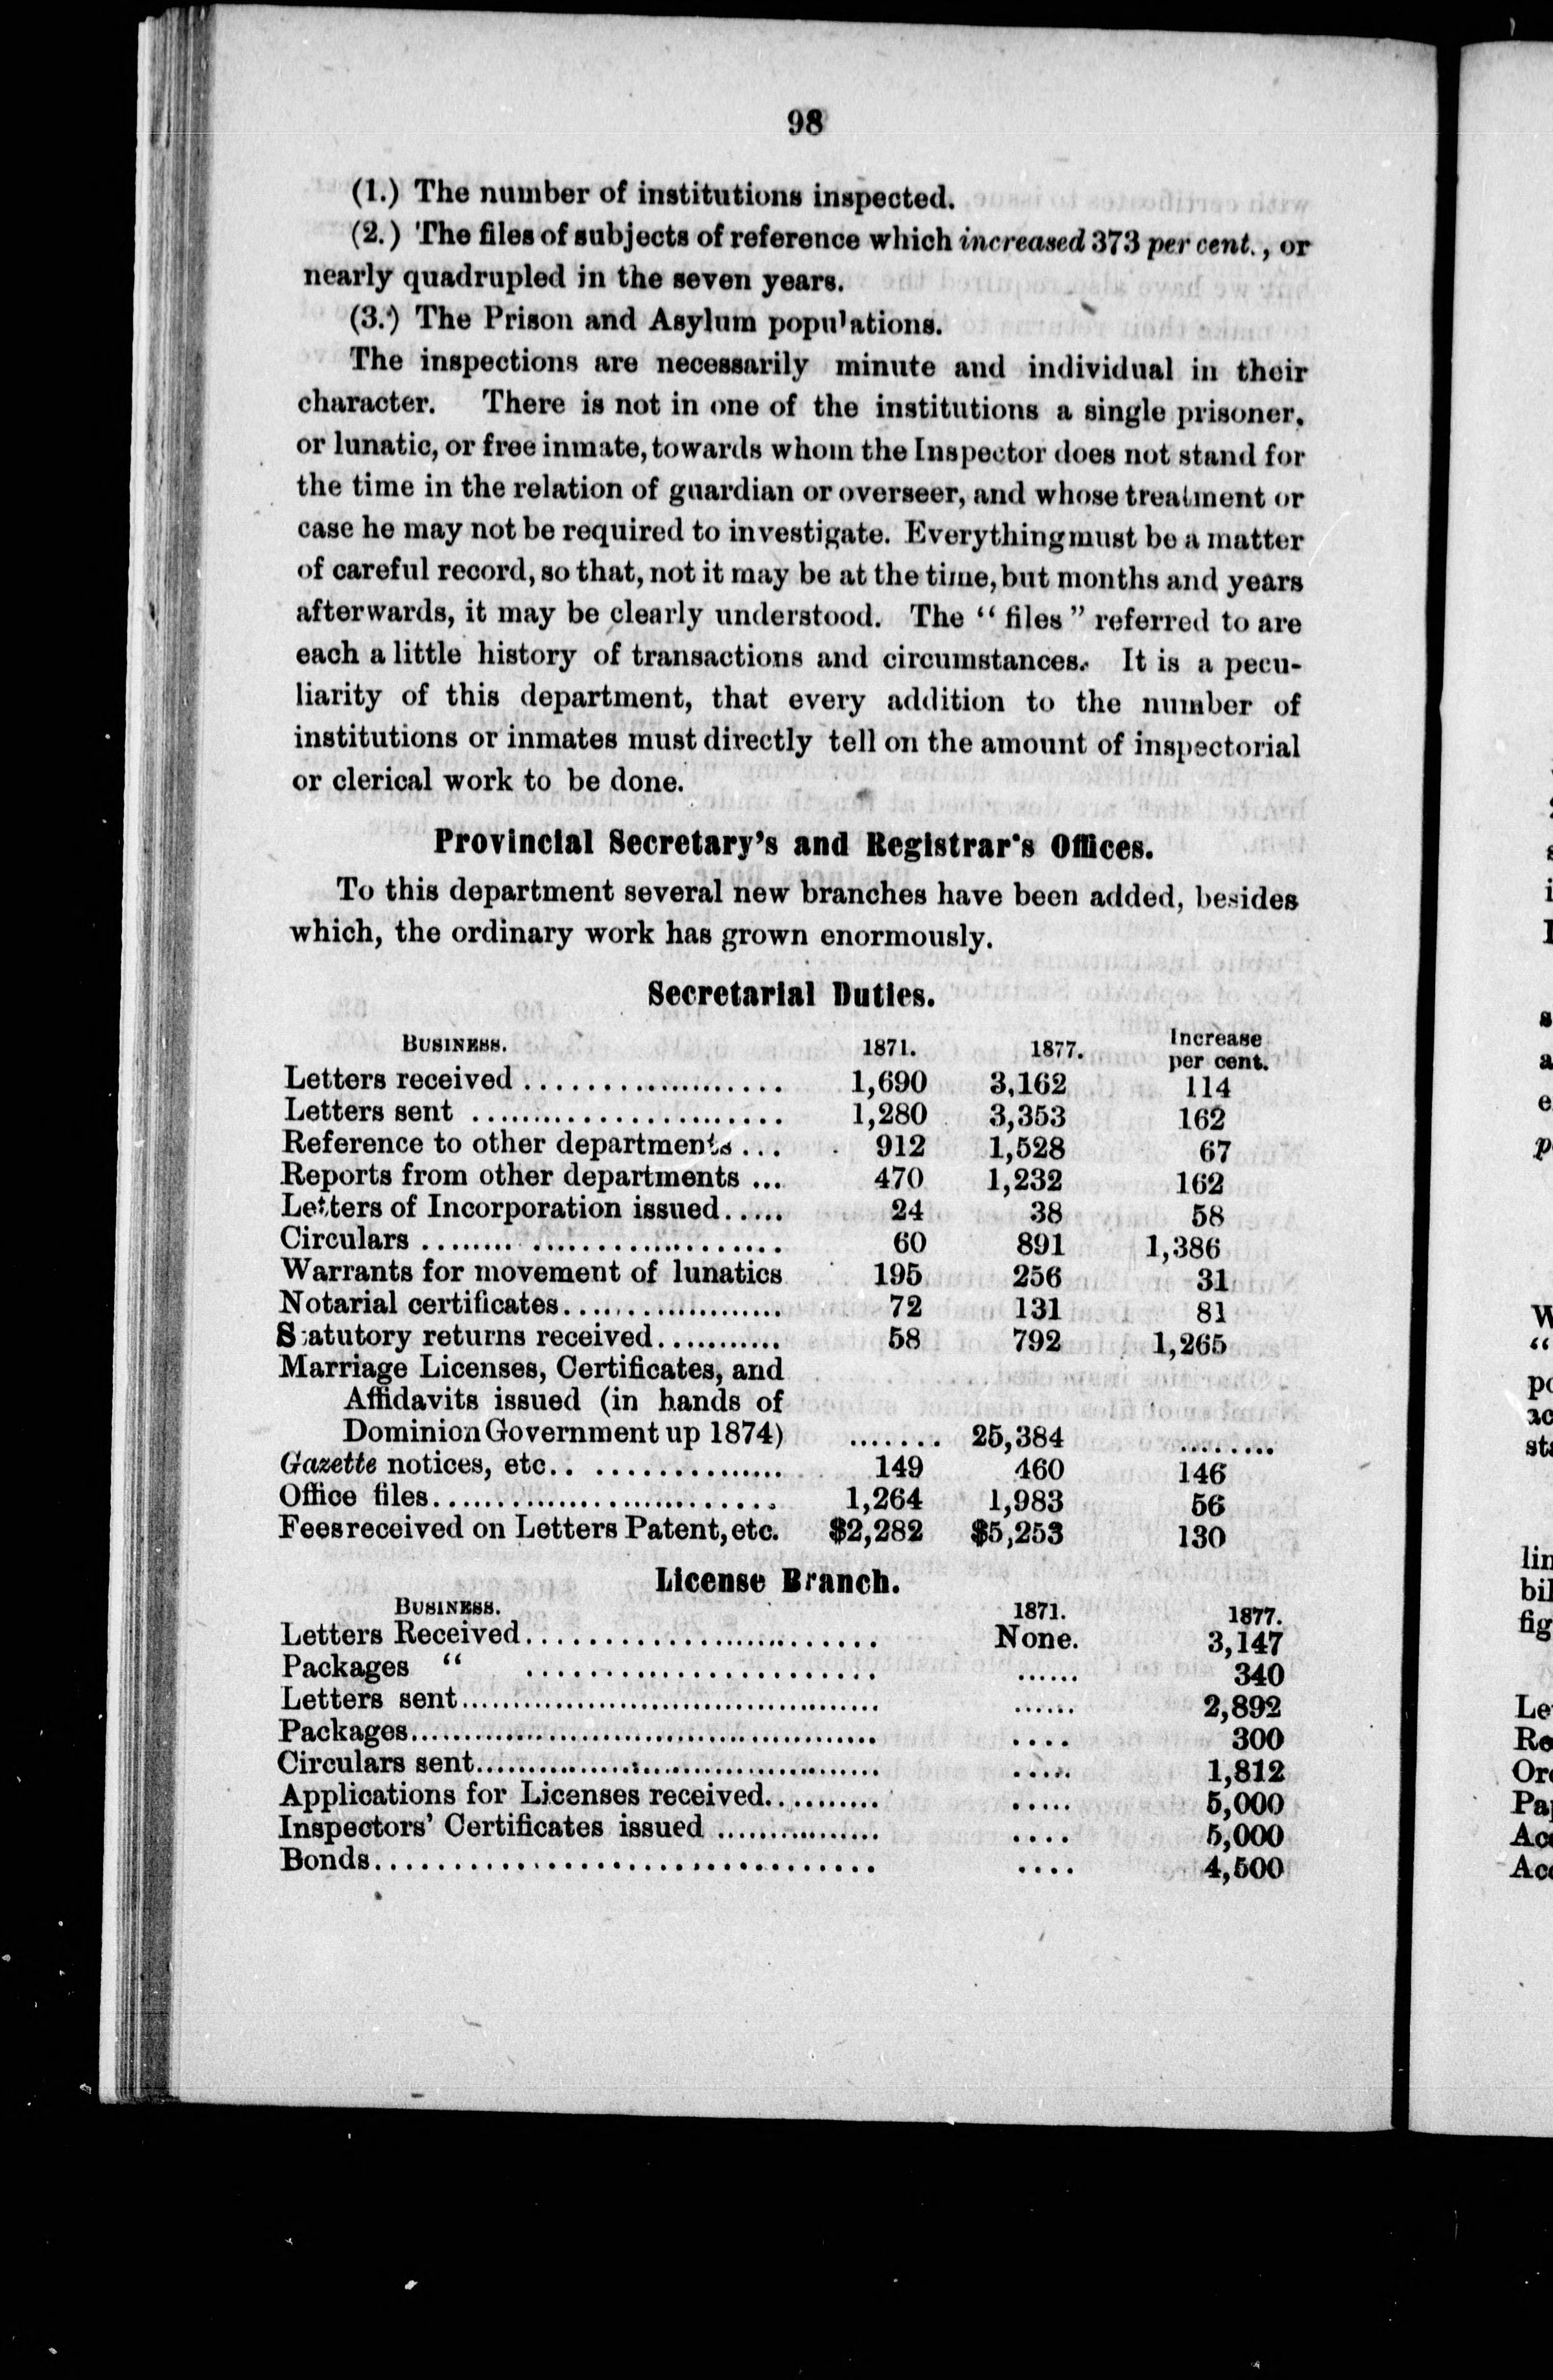 98
(1.) The number of institutions inspected.
(2.) The files of subjects of reference which increased 373 per cent., or
nearly quadrupled in the seven years.
(3.) The Prison and Asylum populations.
The inspections are necessarily minute and individual in their
character. There is not in one of the institutions a single prisoner,
or lunatic, or free inmate, towards whom the Inspector does not stand for
the time in the relation of guardian or overseer, and whose treatment or
case he may not be required to investigate. Everything must be a matter
of careful record, so that, not it may be at the time, but months and years
afterwards, it may be clearly understood. The “files” referred to are
each a little history of transactions and circumstances. It is a pecu-
liarity of this department, that every addition to the number of
institutions or inmates must directly tell on the amount of inspectorial
or clerical work to be done.
Provincial Secretary's and Registrar's Offices.
To this department several new branches have been added, besides
which, the ordinary work has grown enormously.
Secretarial Duties.
BUSINESS. 1871. 1877. Increase per cent.
Letters received .................... 1,690 3,162 114
Letters sent ........................ 1,280 3,353 162
Reference to other departments ... 912 1,528 67
Reports from other departments ... 470 1,232 162
Letters of Incorporation issued..... 24 38 58
Circulars ........................... 60 891 1,386
Warrants for movement of lunatics 195 256 31
Notarial certificates................... 72 131 81
Statutory returns received............ 58 792 1,265
Marriage Licenses, Certificates, and
Affidavits issued (in hands of
Dominion Government up 1874) ....... 25,384 ........
Gazette notices, etc.................. 149 460 146
Office files........................... 1,264 1,983 56
Fees received on Letters Patent, etc. $2,282 $5,253 130
License Branch.
BUSINESS. 1871. 1877.
Letters Received........................... None. 3,147
Packages “ ........................... ...... 340
Letters sent................................... ...... 2,892
Packages....................................... .... 300
Circulars sent................................. ..... 1,812
Applications for Licenses received........... ..... 5,000
Inspectors' Certificates issued ................ .... 5,000
Bonds................................. .... 4,500